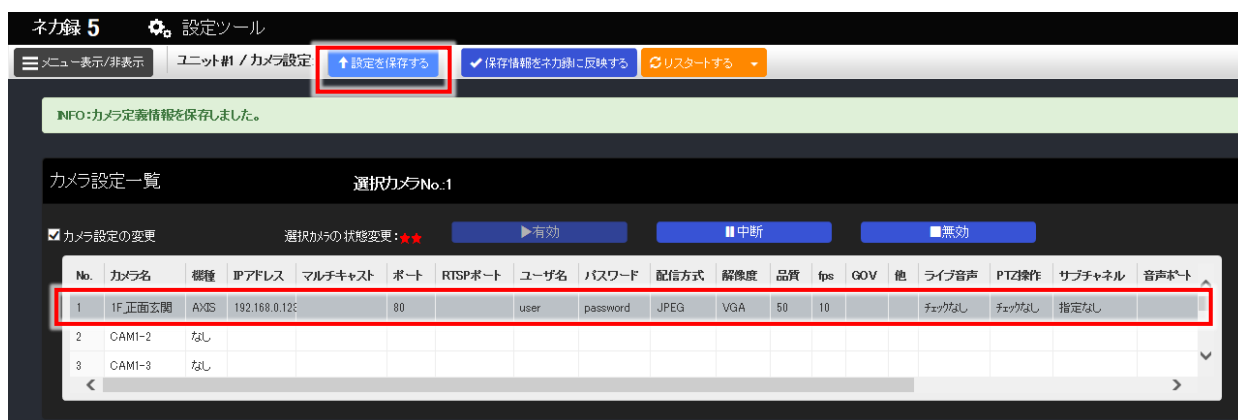 ネカ録 5 設定ツール
メニュー表示/非表示 ユニット#1 / カメラ設定 設定を保存する 保存情報をネカ録に反映する リスタートする
INFO:カメラ定義情報を保存しました。
カメラ設定一覧 選択カメラNo.:1
カメラ設定の変更 選択カメラの状態変更:★★ ▶有効 中断 ■無効
No. カメラ名 機種 IPアドレス マルチキャスト ポート RTSPポート ユーザ名 パスワード 配信方式 解像度 品質 fps GOV 他 ライブ音声 PTZ操作 サブチャネル 音声ポート
1 1F_正面玄関 AXIS 192.168.0.123 80 user password JPEG VGA 50 10 チェックなし チェックなし 指定なし
2 CAM1-2 なし
3 CAM1-3 なし